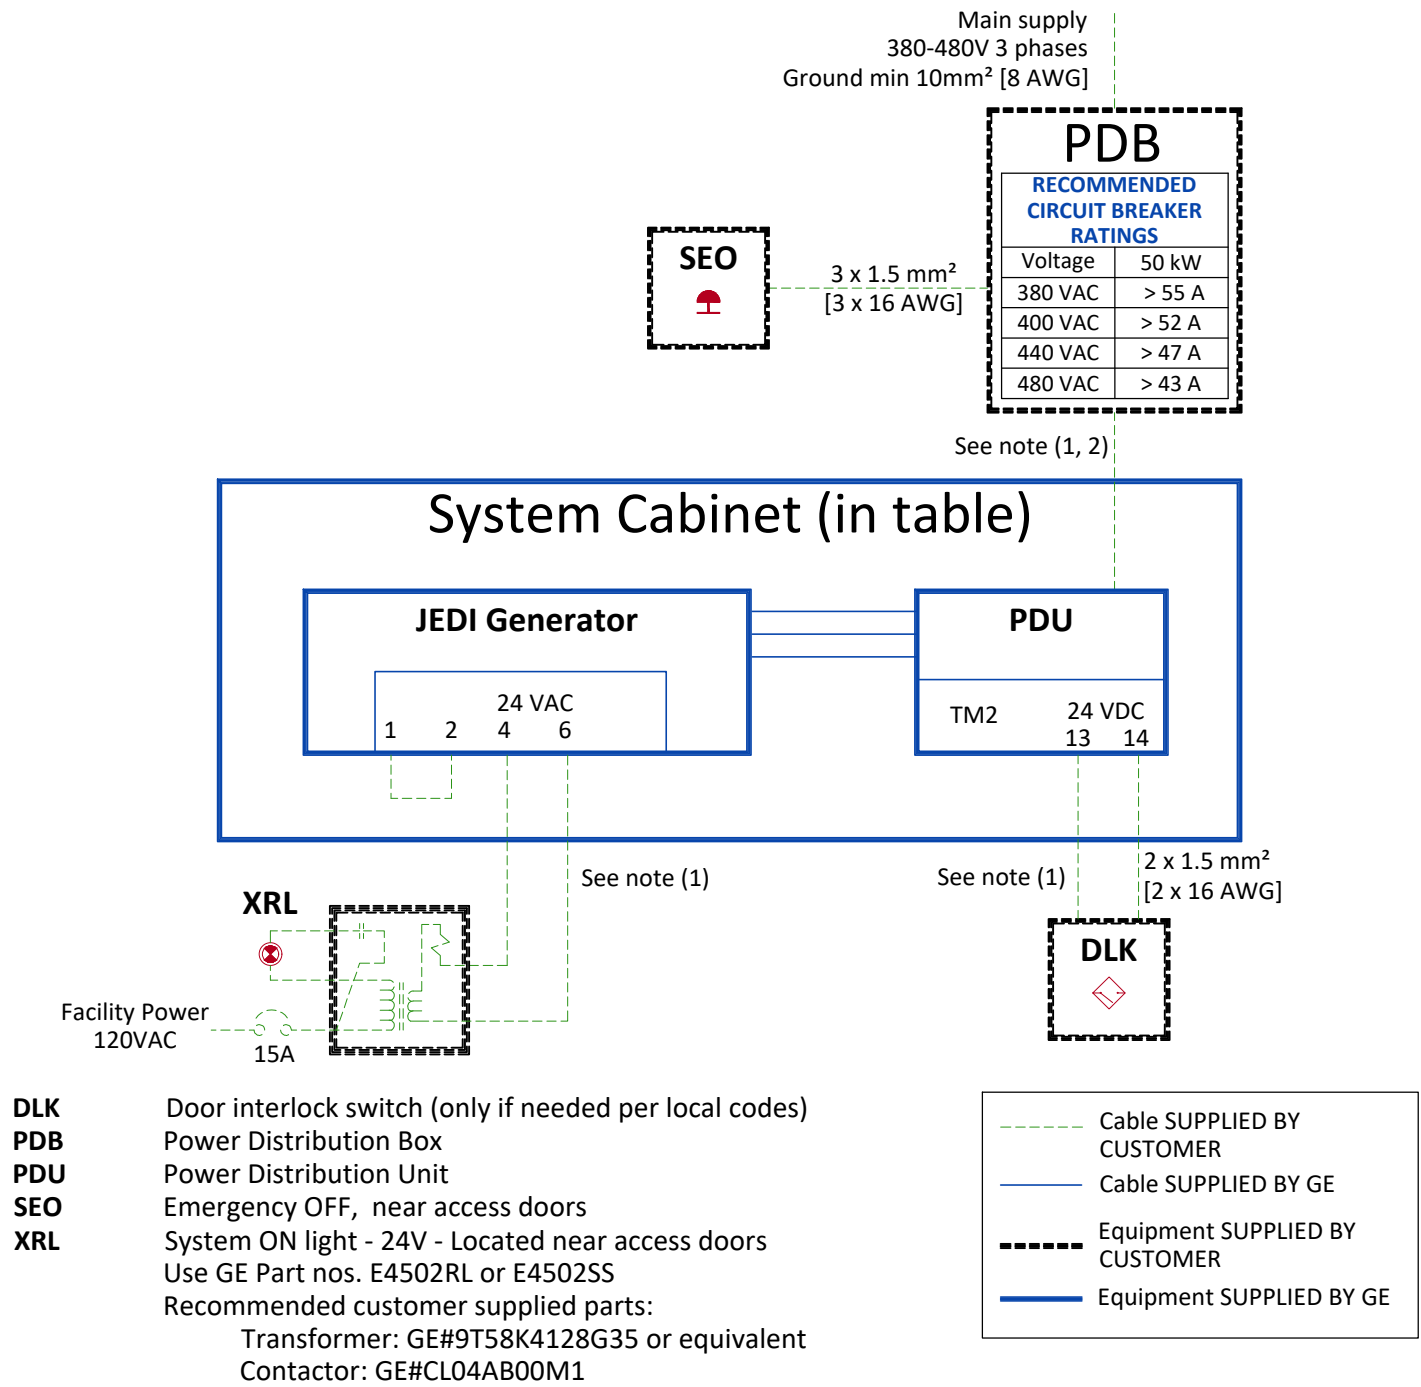 Main supply
380-480V 3 phases
Ground min 10mm² [8 AWG]
PDB
RECOMMENDED
CIRCUIT BREAKER
RATINGS
Voltage 50 kW
380 VAC > 55 A
400 VAC > 52 A
440 VAC > 47 A
480 VAC > 43 A
SEO
3 x 1.5 mm²
[3 x 16 AWG]
See note (1, 2)
System Cabinet (in table)
JEDI Generator
24 VAC
1 2 4 6
PDU
TM2 24 VDC
13 14
See note (1)
See note (1)
2 x 1.5 mm²
[2 x 16 AWG]
XRL
DLK
Facility Power
120VAC
15A
DLK Door interlock switch (only if needed per local codes)
PDB Power Distribution Box
PDU Power Distribution Unit
SEO Emergency OFF, near access doors
XRL System ON light - 24V - Located near access doors
Use GE Part nos. E4502RL or E4502SS
Recommended customer supplied parts:
Transformer: GE#9T58K4128G35 or equivalent
Contactor: GE#CL04AB00M1
Cable SUPPLIED BY
CUSTOMER
Cable SUPPLIED BY GE
Equipment SUPPLIED BY
CUSTOMER
Equipment SUPPLIED BY GE